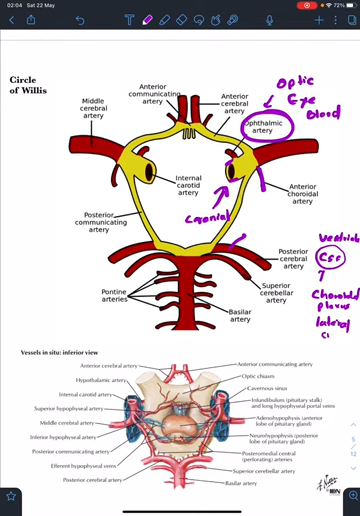 02:04 Sat 22 May
72%
Circle
of Willis
Anterior
communicating
artery
Anterior
cerebral
artery
Middle
cerebral
artery
Ophthalmic
artery
optic
Eye
Blood
Internal
carotid
artery
Anterior
choroidal
artery
Posterior
communicating
artery
Posterior
cerebral
artery
Superior
cerebellar
artery
Pontine
arteries
Basilar
artery
CSF
Choroidal
plexus
lateral
Vessels in situ: inferior view
Anterior cerebral artery
Hypothalamic artery
Internal carotid artery
Superior hypophyseal artery
Middle cerebral artery
Inferior hypophyseal artery
Posterior communicating artery
Efferent hypophyseal veins
Posterior cerebral artery
Anterior communicating artery
Optic chiasm
Cavernous sinus
Infundibulum (pituitary stalk)
and long hypophyseal portal veins
Adenohypophysis (anterior
lobe of pituitary gland)
Neurohypophysis (posterior
lobe of pituitary gland)
Posteromedial central
(perforating) arteries
Superior cerebellar artery
Basilar artery
5
12